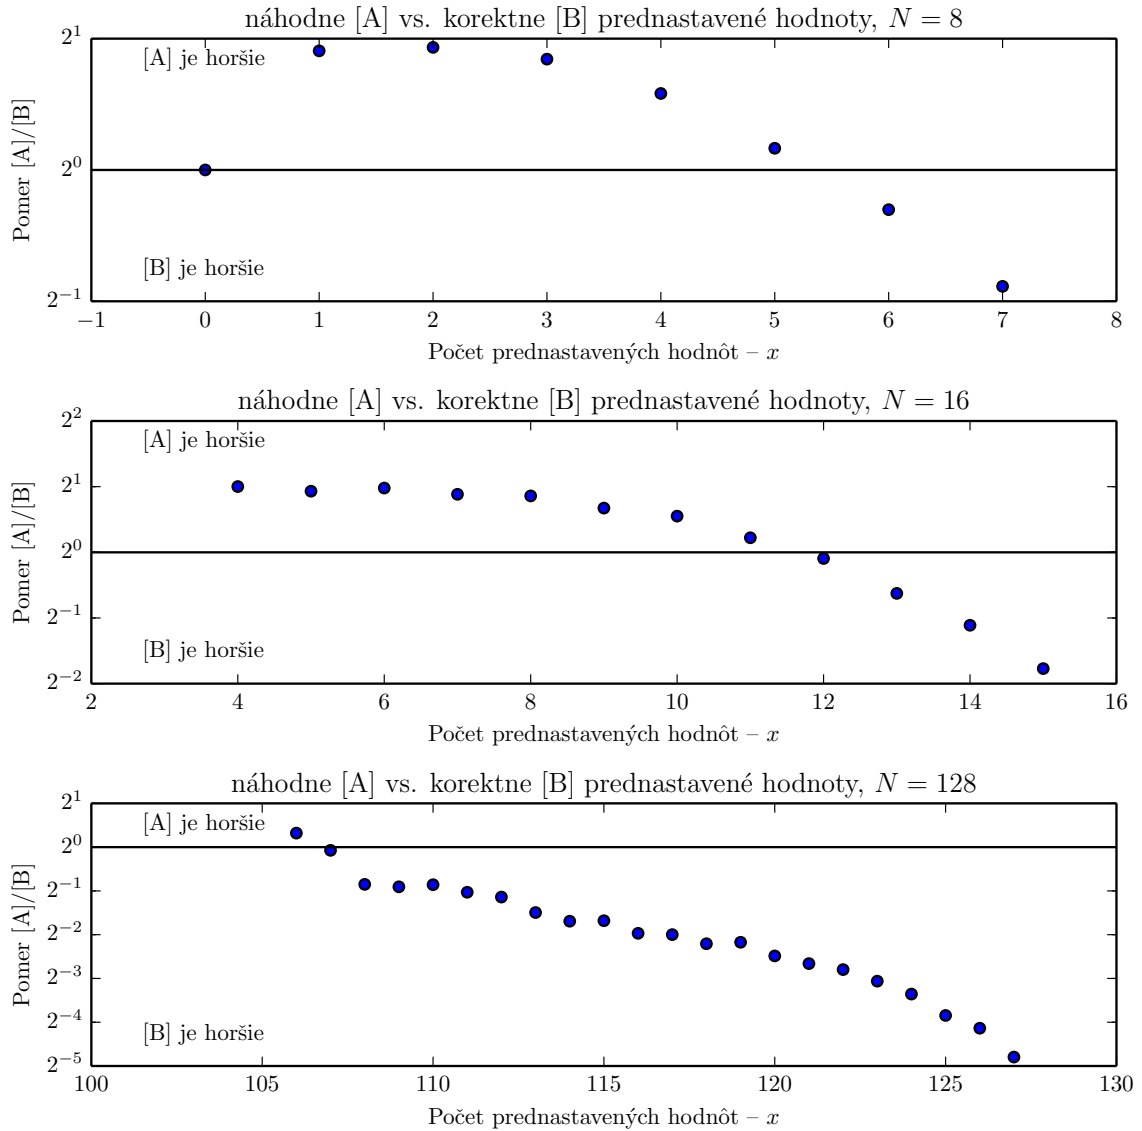 náhodne [A] vs. korektne [B] prednastavené hodnoty, N = 8
2^1
[A] je horšie
Pomer [A]/[B]
2^0
[B] je horšie
2^−1
−1 0 1 2 3 4 5 6 7 8
Počet prednastavených hodnôt – x
náhodne [A] vs. korektne [B] prednastavené hodnoty, N = 16
2^2
[A] je horšie
2^1
Pomer [A]/[B]
2^0
2^−1
[B] je horšie
2^−2
2 4 6 8 10 12 14 16
Počet prednastavených hodnôt – x
náhodne [A] vs. korektne [B] prednastavené hodnoty, N = 128
2^1
[A] je horšie
2^0
2^−1
Pomer [A]/[B]
2^−2
2^−3
2^−4
[B] je horšie
2^−5
100 105 110 115 120 125 130
Počet prednastavených hodnôt – x